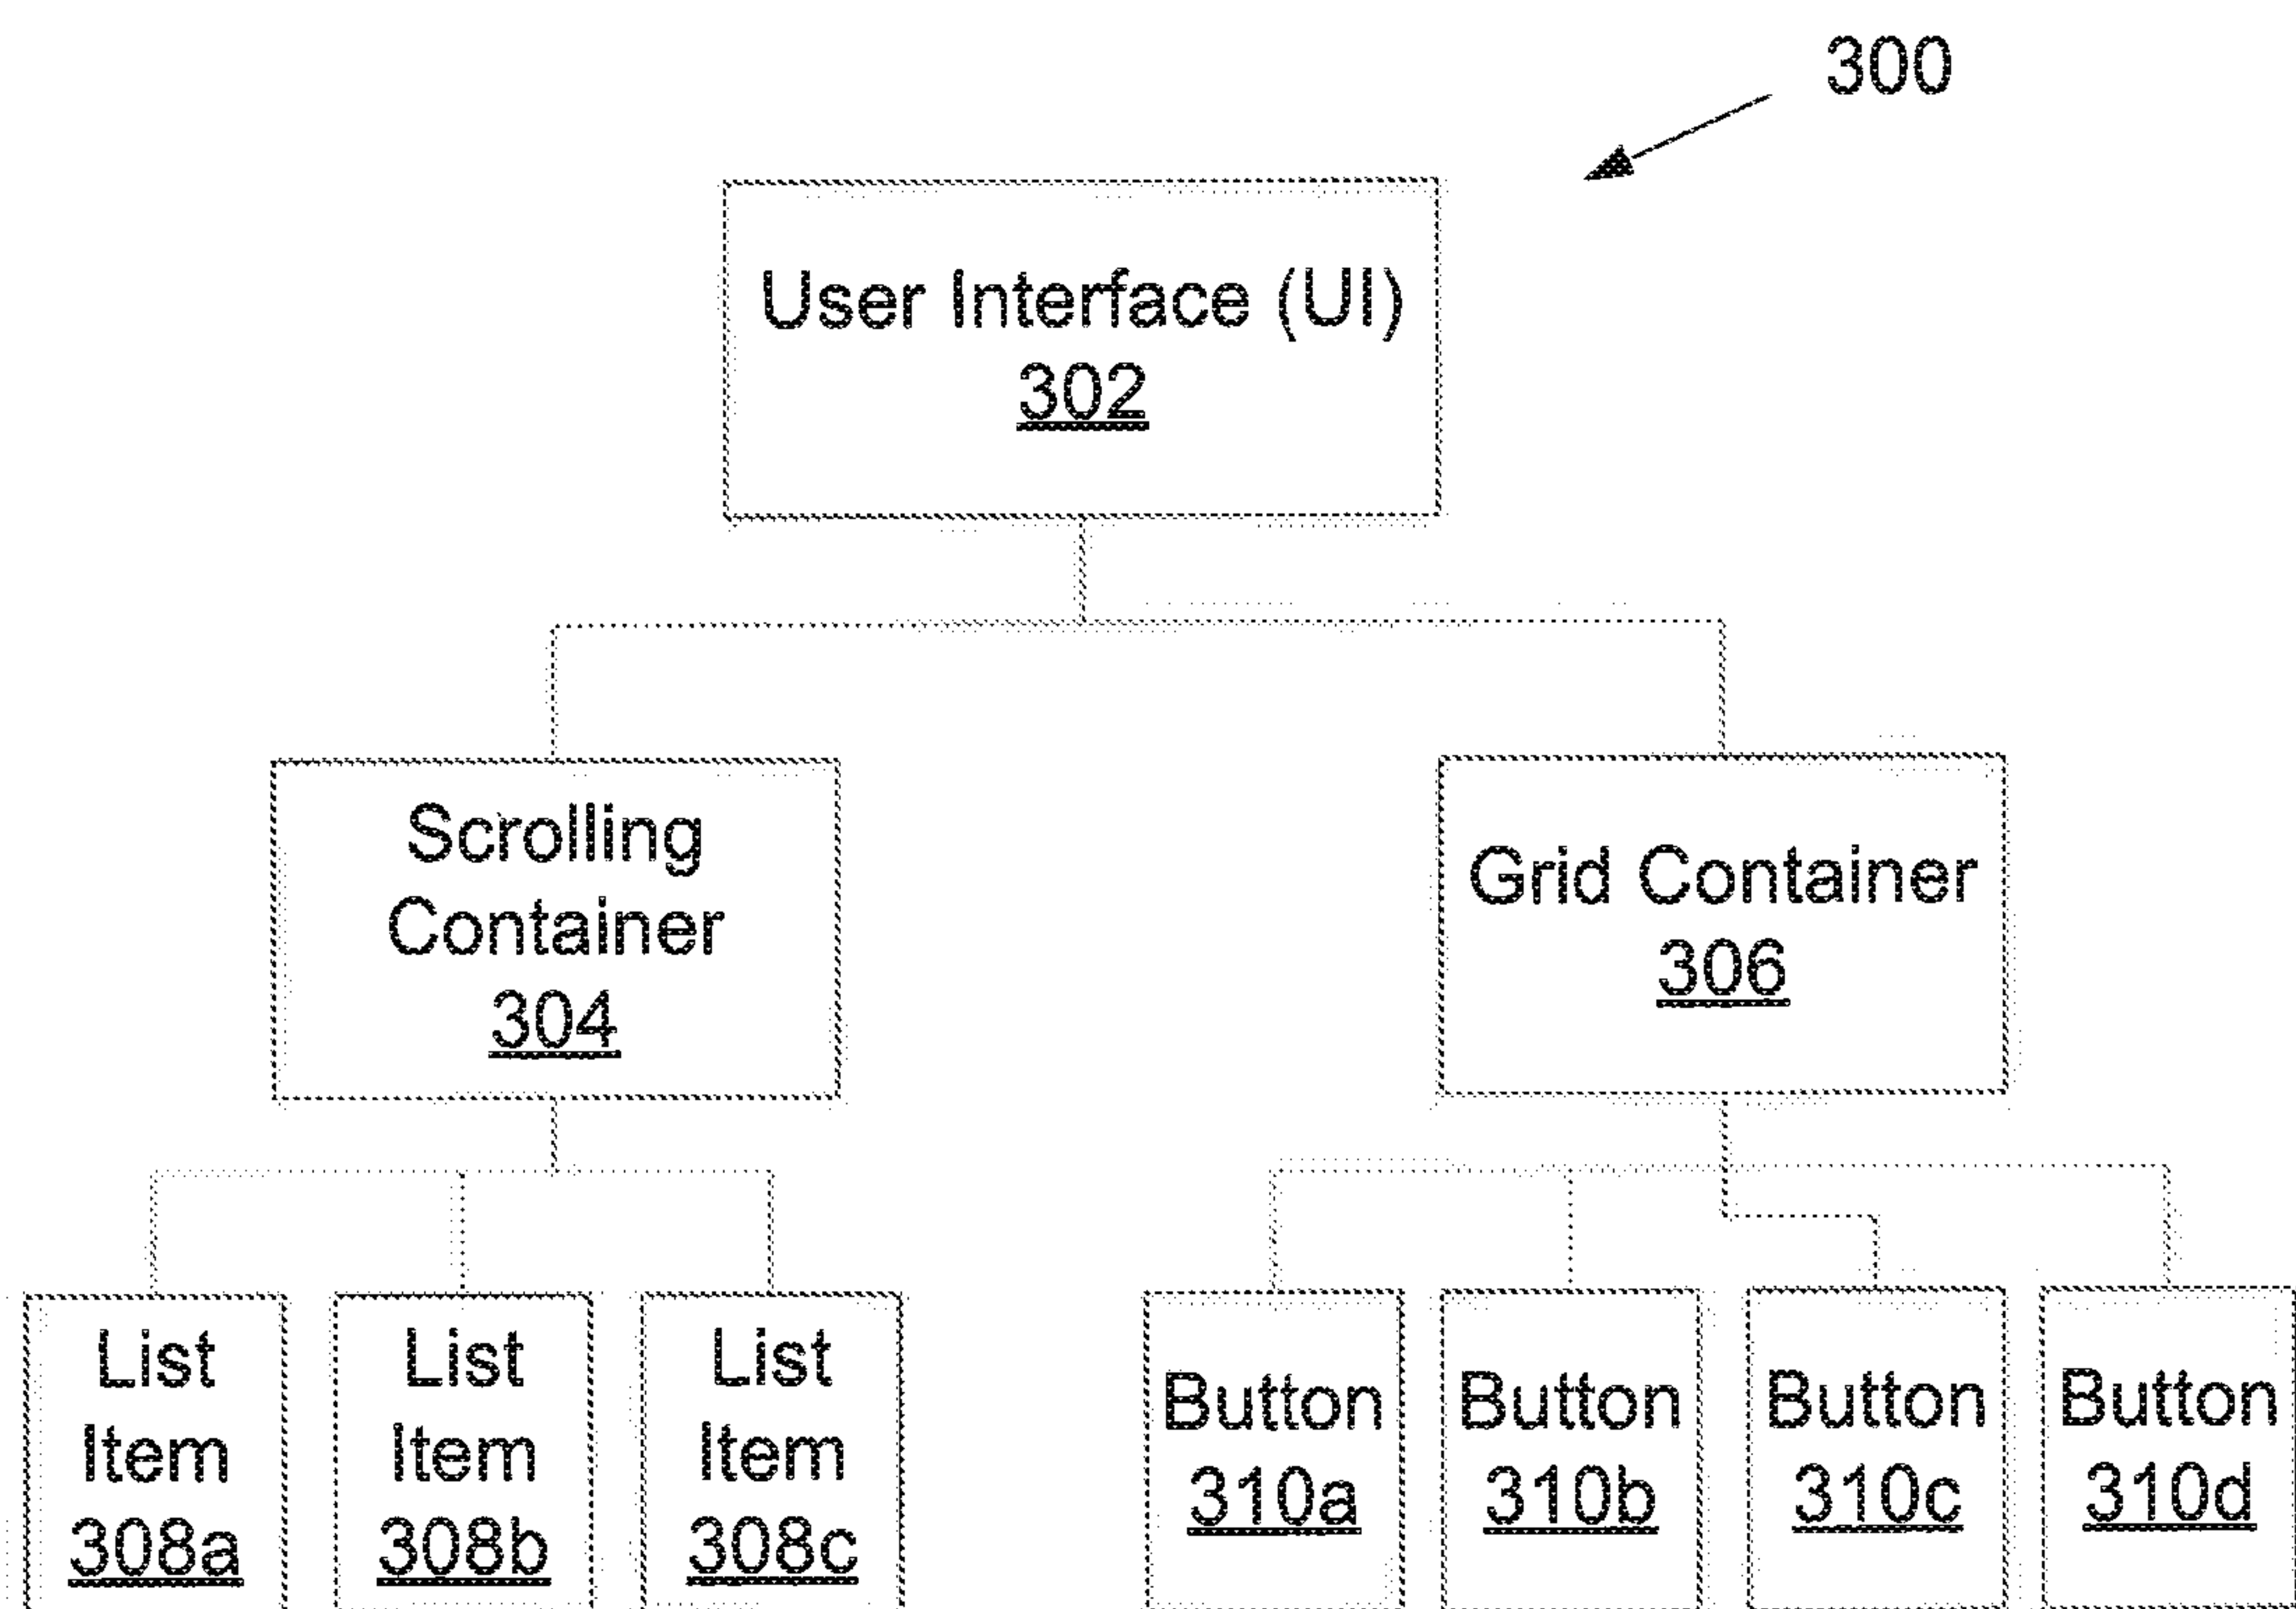 300
User Interface (UI)
302
Scrolling
Container
304
Grid Container
306
List
Item
308a
List
Item
308b
List
Item
308c
Button
310a
Button
310b
Button
310c
Button
310d